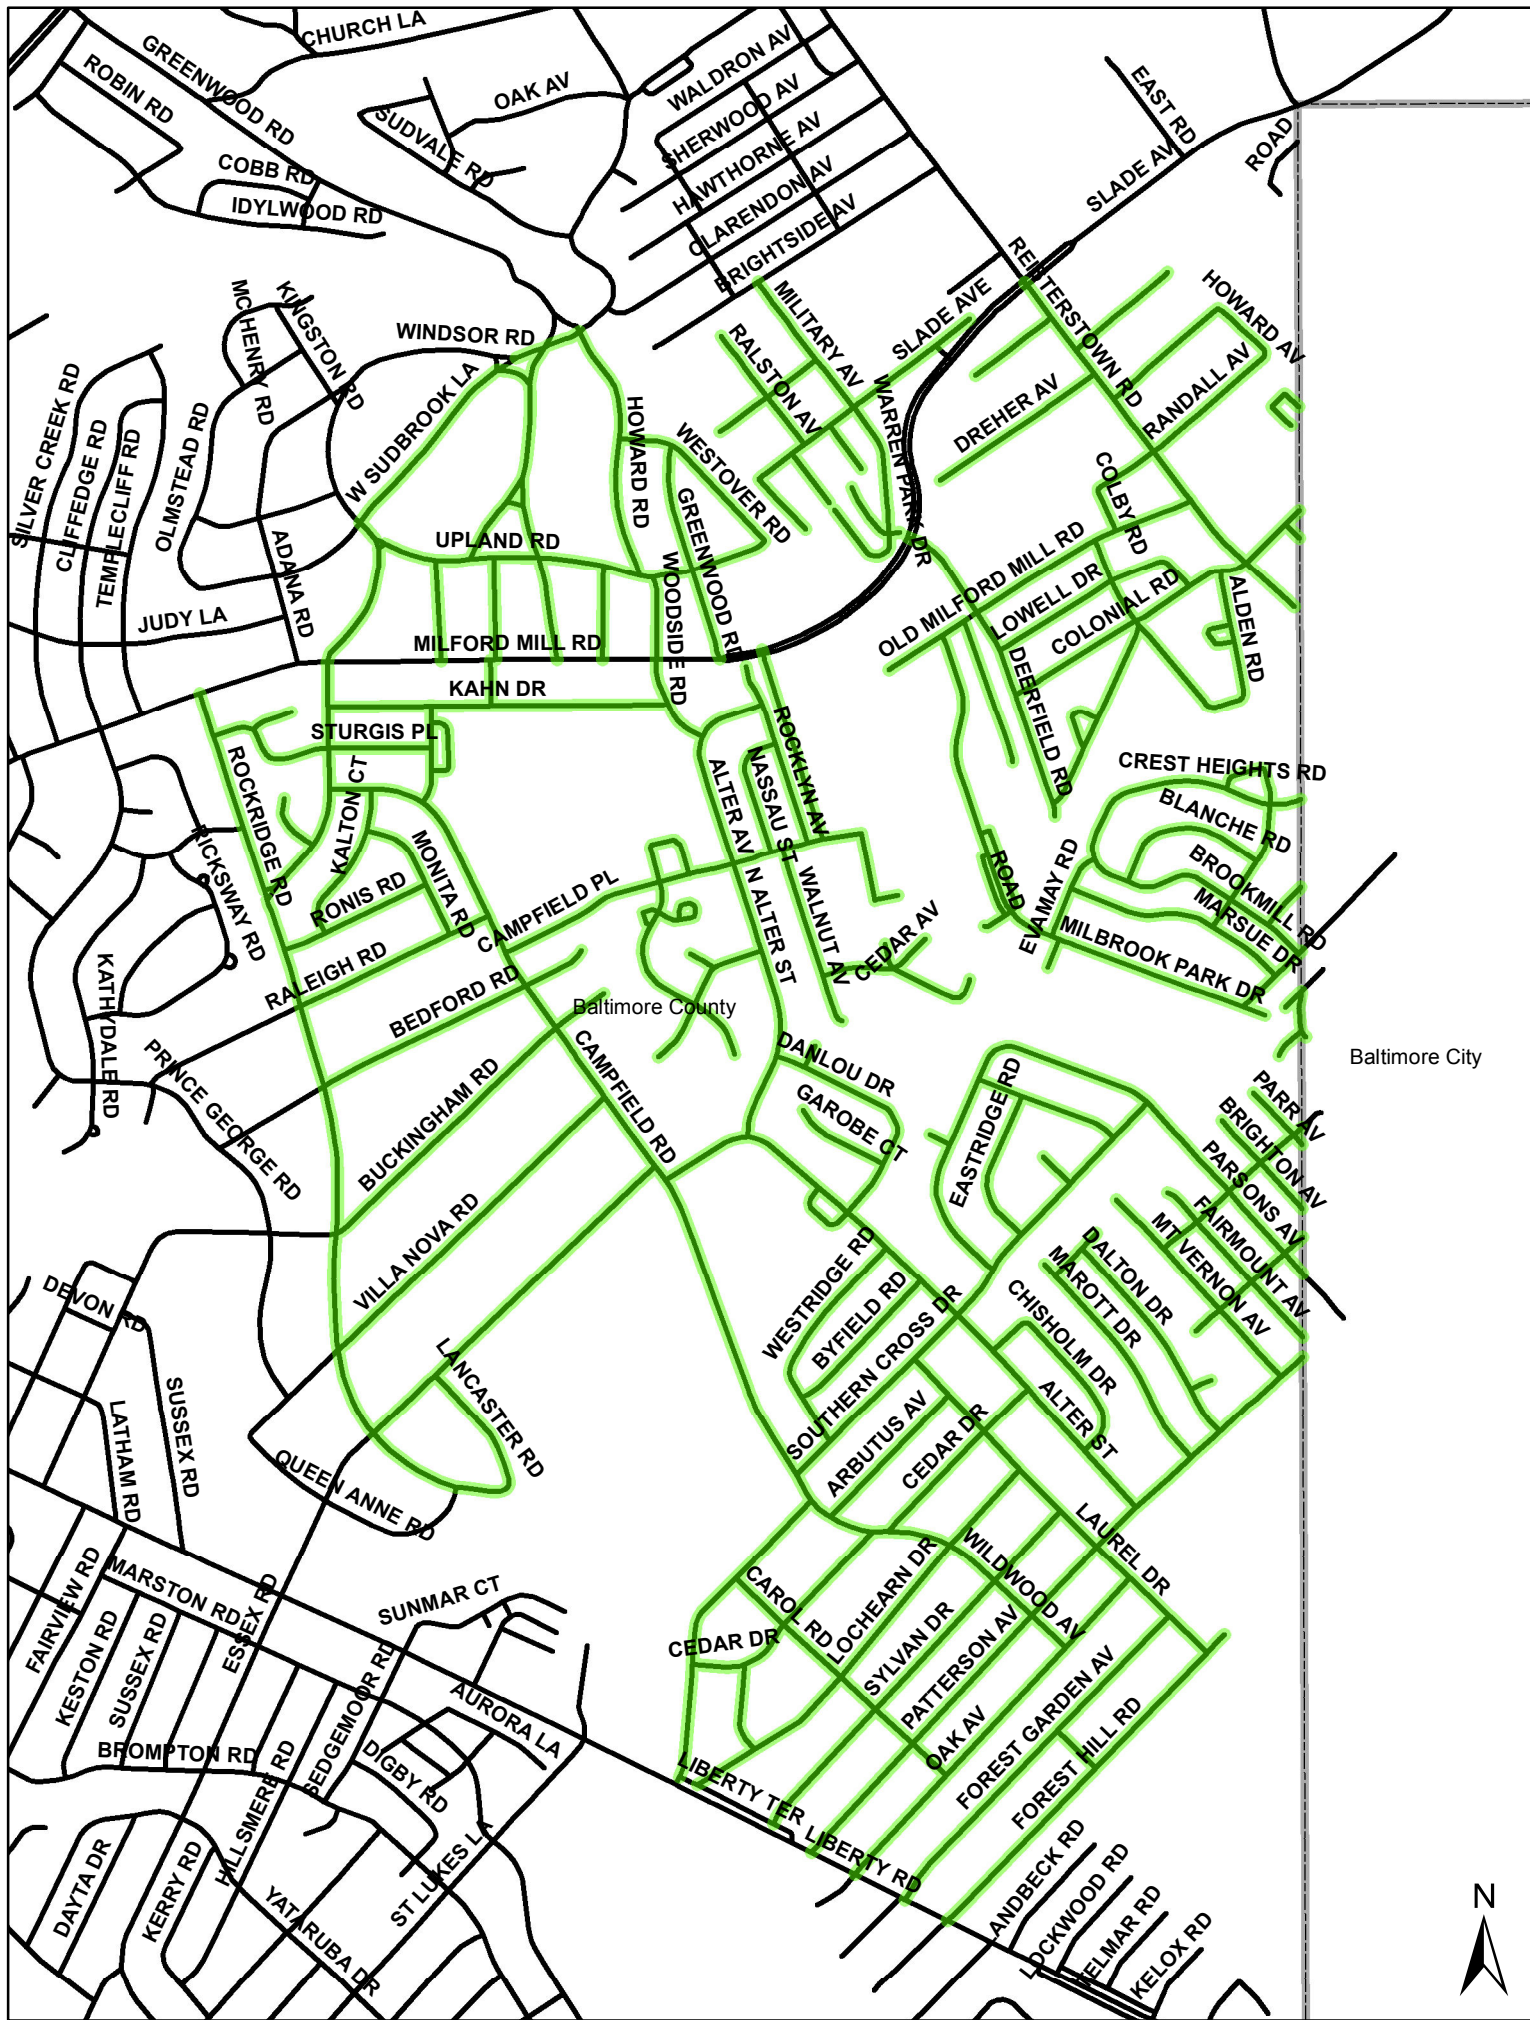 CHURCH LA
GREENWOOD RD
ROBIN RD
OAK AV
WALDRON AV
EAST RD
SHERWOOD AV
SUDVALE RD
HAWTHORNE AV
ROAD
COBB RD
SLADE AV
CLARENDON AV
IDYLWOOD RD
BRIGHTSIDE AV
REISTERSTOWN RD
HOWARD AV
MCHENRY RD
KINGSTON RD
MILITARY AV
SLADE AVE
WINDSOR RD
RALSTON AV
RANDALL AV
W SUDBROOK LA
WARREN PARK DR
DREHER AV
SILVER CREEK RD
CLIFFEDGE RD
TEMPLECLIFF RD
OLMSTEAD RD
HOWARD RD
WESTOVER RD
COLBY RD
GREENWOOD RD
UPLAND RD
ADANA RD
WOODSIDE RD
OLD MILFORD MILL RD
LOWELL DR
COLONIAL RD
ALDEN RD
JUDY LA
MILFORD MILL RD
DEERFIELD RD
KAHN DR
STURGIS PL
ROCKLYN AV
ROCKRIDGE RD
KALTON CT
NASSAU ST
ALTER AV
CREST HEIGHTS RD
BLANCHE RD
MONITA RD
RICKSWAY RD
RONIS RD
CAMPFIELD PL
N ALTER ST
WALNUT AV
ROAD
EVAMAY RD
BROOKMILL RD
MARSUE DR
CEDAR AV
MILBROOK PARK DR
KATHYDALE RD
RALEIGH RD
BEDFORD RD
Baltimore County
Baltimore City
PRINCE GEORGE RD
CAMPFIELD RD
DANLOU DR
BUCKINGHAM RD
GAROBE CT
EASTRIDGE RD
PARR AV
BRIGHTON AV
PARSONS AV
VILLA NOVA RD
FAIRMOUNT AV
MT VERNON AV
DALTON DR
MAROTT DR
WESTRIDGE RD
BYFIELD RD
CHISHOLM DR
DEVON RD
SOUTHERN CROSS DR
LANCASTER RD
SUSSEX RD
LATHAM RD
ARBUTUS AV
CEDAR DR
ALTER ST
QUEEN ANNE RD
LAUREL DR
WILDWOOD AV
FAIRVIEW RD
MARSTON RD
ESSEX RD
SUNMAR CT
CAROL RD
LOCHEARN DR
KESTON RD
SUSSEX RD
CEDAR DR
SYLVAN DR
PATTERSON AV
SEDGEMOOR RD
AURORA LA
FOREST GARDEN AV
OAK AV
FOREST HILL RD
BROMPTON RD
HILLSMERE RD
DIGBY RD
LIBERTY TER
LIBERTY RD
DAYTA DR
KERRY RD
ST LUKES LA
YATARUBA DR
ANDBECK RD
LOCKWOOD RD
KELMAR RD
KELOX RD
N